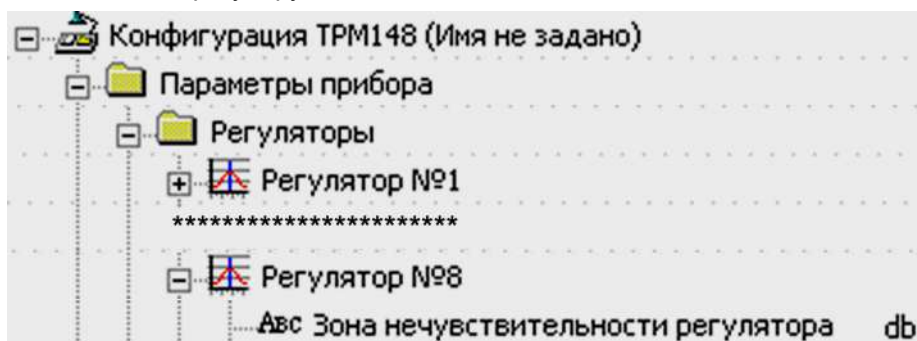 Конфигурация ТРМ148 (Имя не задано)
Параметры прибора
Регуляторы
Регулятор №1
************************
Регулятор №8
Авс Зона нечувствительности регулятора db